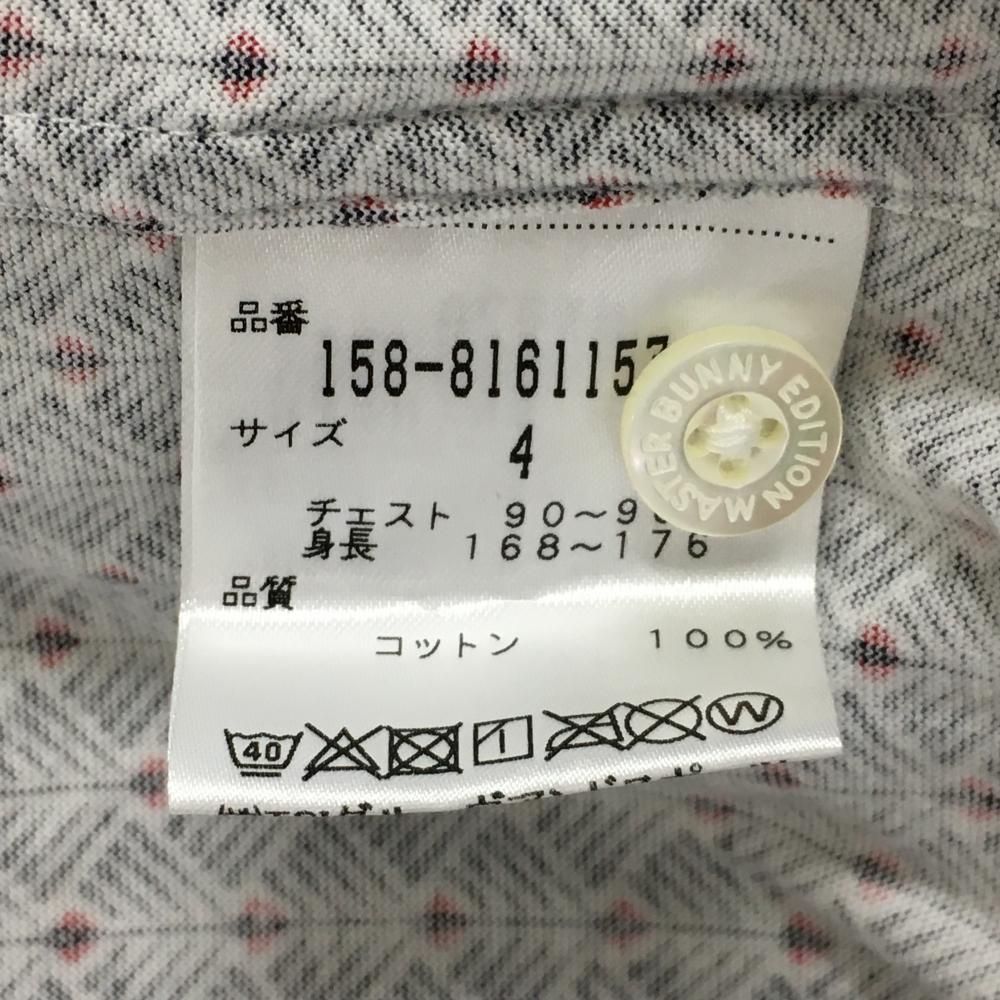 品番
158-8161157
サイズ
4
チェスト 90~9
身長 168~176
品質
コットン 100%
40
W
MASTER BUNNY EDITION